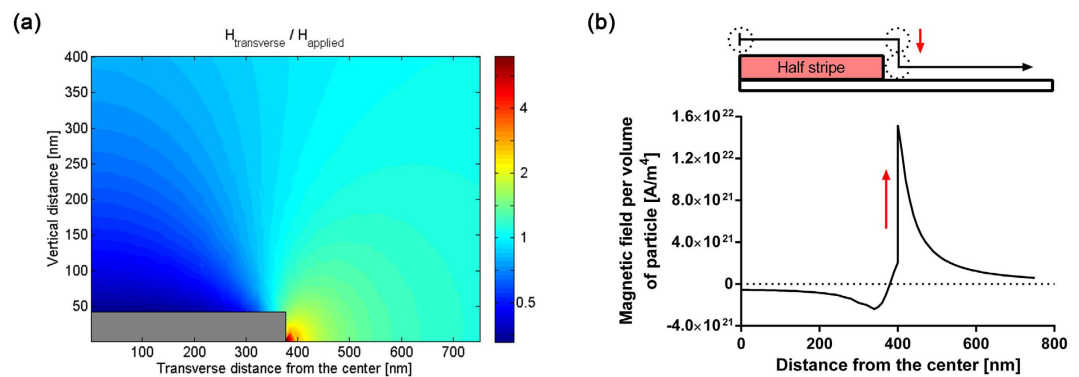 (a)
H_transverse / H_applied
400
350
300
250
200
150
100
50
Vertical distance [nm]
100 200 300 400 500 600 700
Transverse distance from the center [nm]
4
2
1
0.5
(b)
Half stripe
1.6×10²²
1.2×10²²
8.0×10²¹
4.0×10²¹
0
-4.0×10²¹
Magnetic field per volume
of particle [A/m⁴]
0 200 400 600 800
Distance from the center [nm]